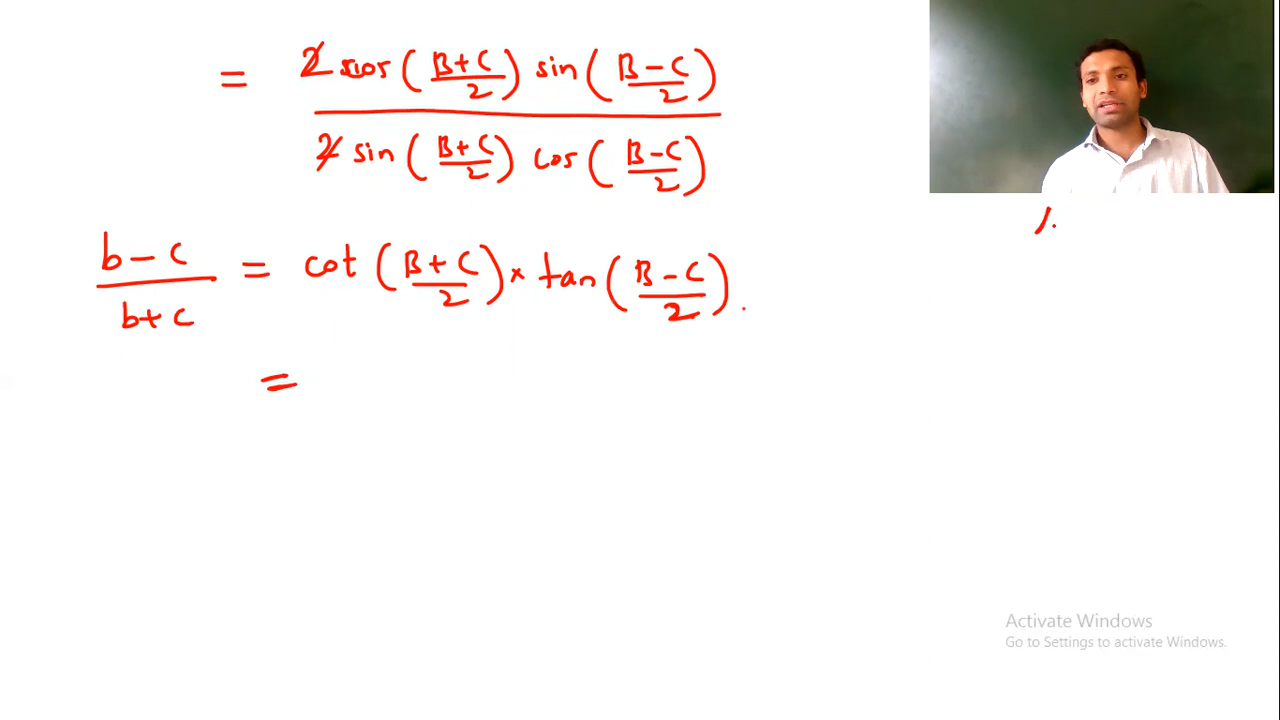 = 2 cos (B+C/2) sin (B-C/2)
2 sin (B+C/2) cos (B-C/2)
b-c/b+c = cot (B+C/2) × tan (B-C/2).
=
Activate Windows
Go to Settings to activate Windows.